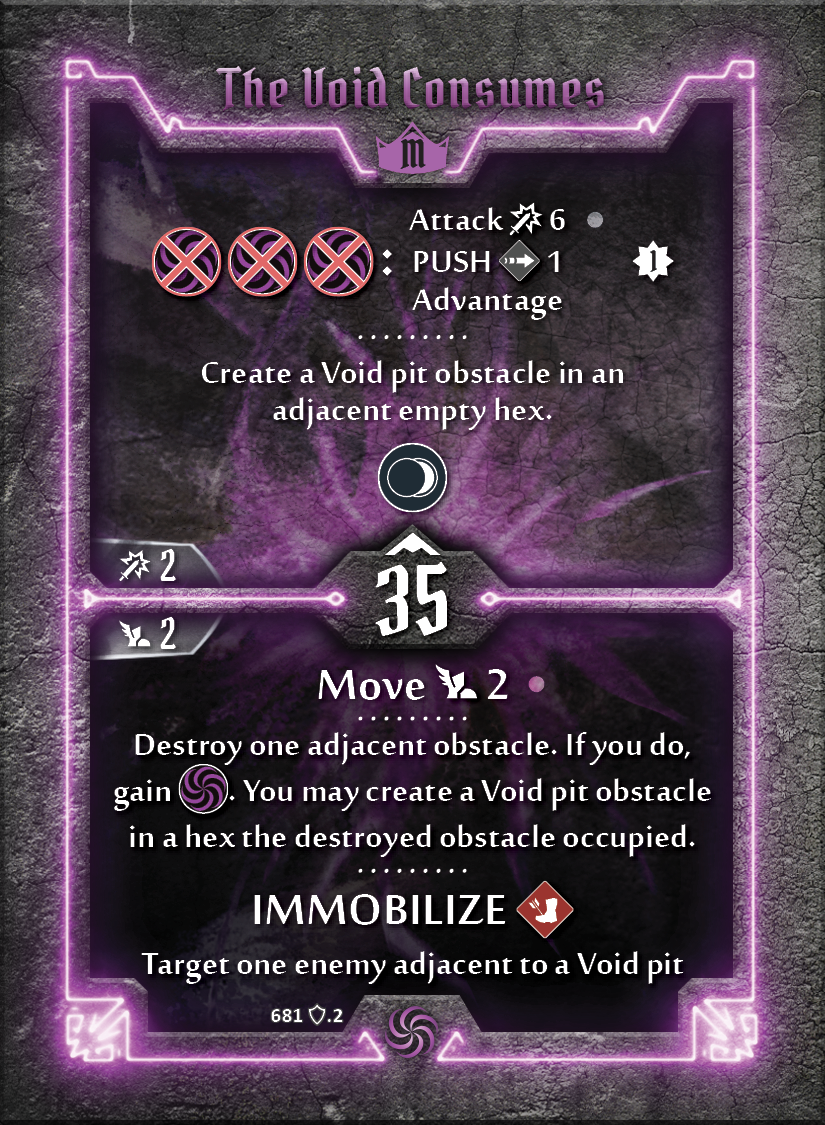 The Void Consumes
M
Attack 6
: PUSH 1
1
Advantage
Create a Void pit obstacle in an
adjacent empty hex.
2
35
2
Move 2
Destroy one adjacent obstacle. If you do,
gain . You may create a Void pit obstacle
in a hex the destroyed obstacle occupied.
IMMOBILIZE
Target one enemy adjacent to a Void pit
681 .2